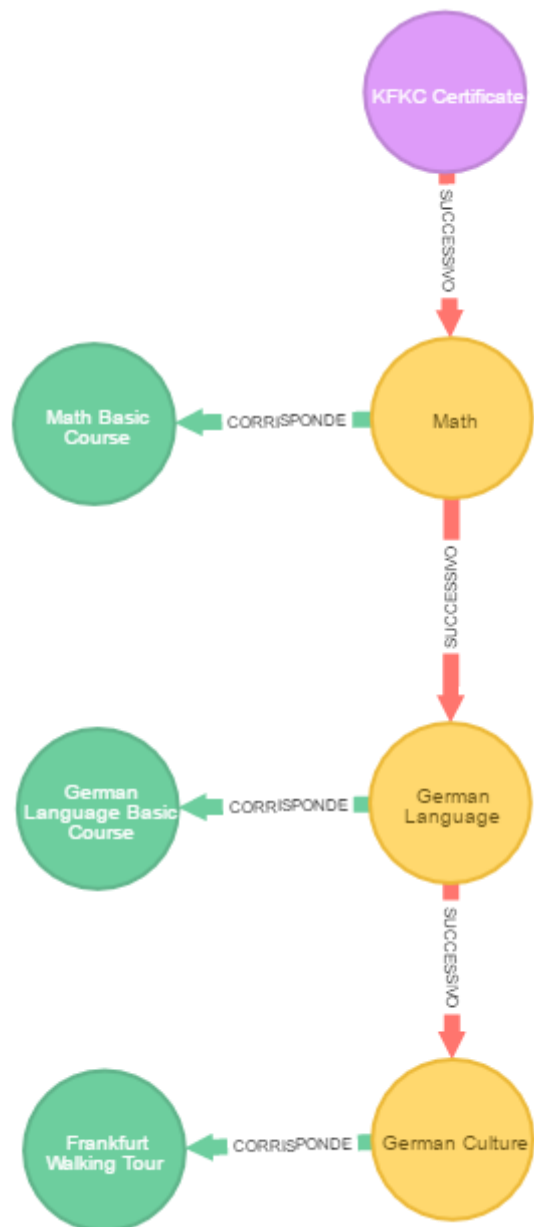 KFKC Certificate
SUCCESSIVO
Math Basic
Course
CORRISPONDE
Math
SUCCESSIVO
German
Language Basic
Course
CORRISPONDE
German
Language
SUCCESSIVO
Frankfurt
Walking Tour
CORRISPONDE
German Culture